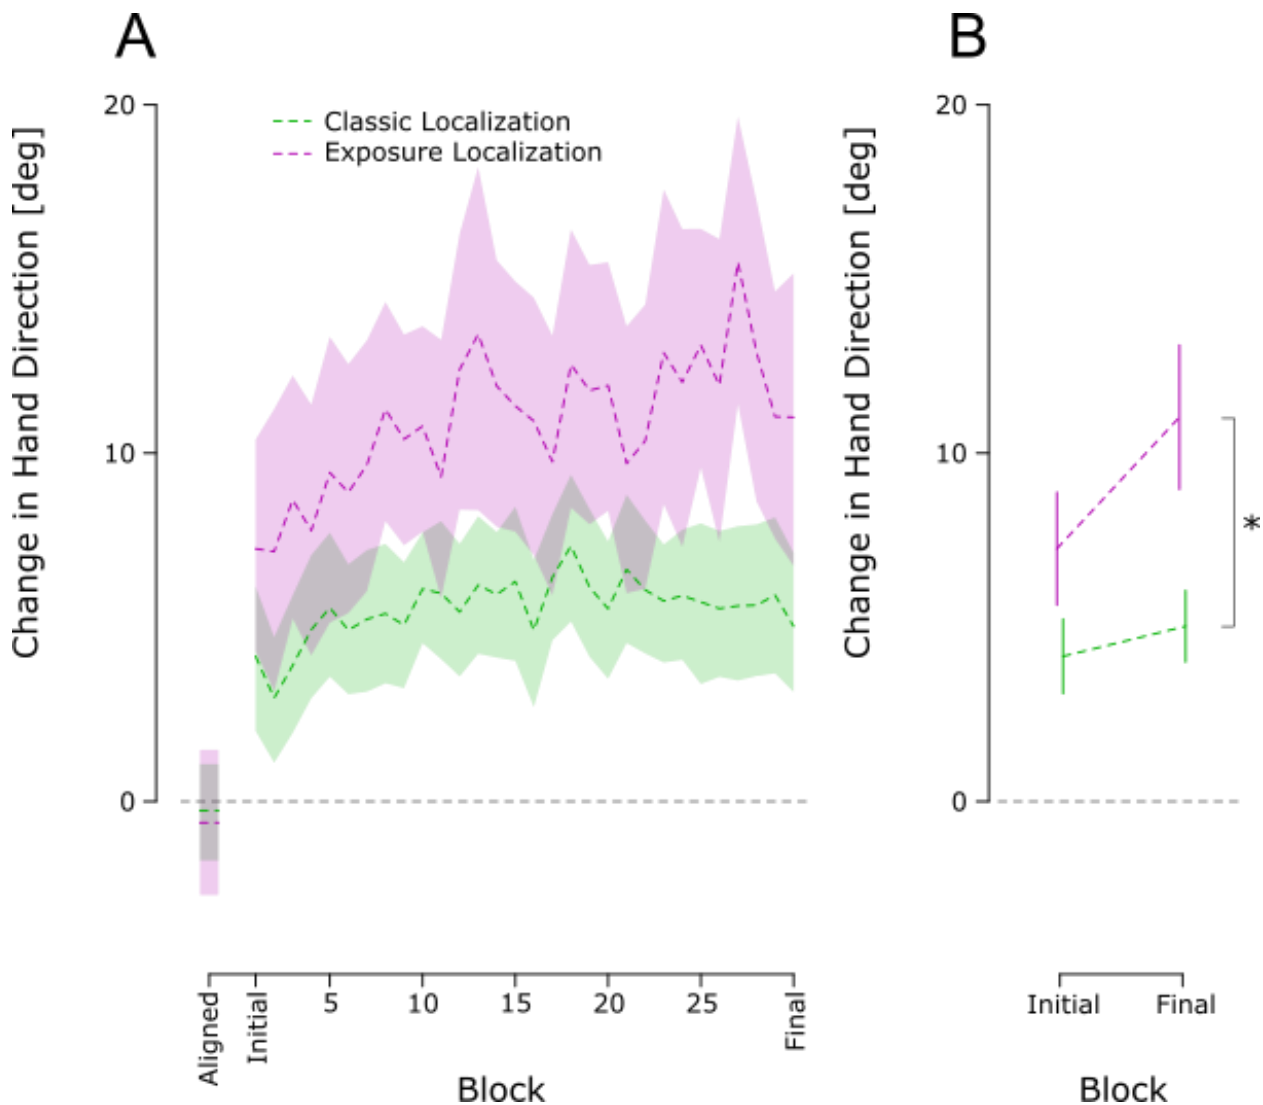 A
20
10
0
Change in Hand Direction [deg]
Classic Localization
Exposure Localization
Aligned
Initial
5
10
15
20
25
Final
Block
B
20
10
0
Change in Hand Direction [deg]
*
Initial
Final
Block